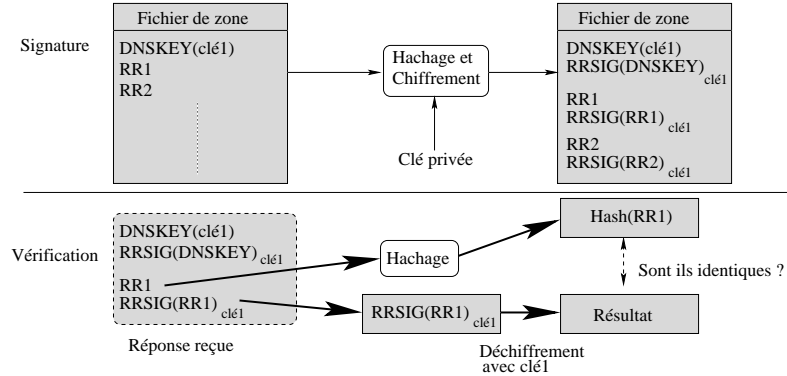 Fichier de zone
Signature
DNSKEY(clé1)
RR1
RR2
Hachage et
Chiffrement
Clé privée
Fichier de zone
DNSKEY(clé1)
RRSIG(DNSKEY)clé1
RR1
RRSIG(RR1)clé1
RR2
RRSIG(RR2)clé1
Vérification
DNSKEY(clé1)
RRSIG(DNSKEY)clé1
RR1
RRSIG(RR1)clé1
Réponse reçue
Hachage
Hash(RR1)
Sont ils identiques ?
RRSIG(RR1)clé1
Résultat
Déchiffrement
avec clé1